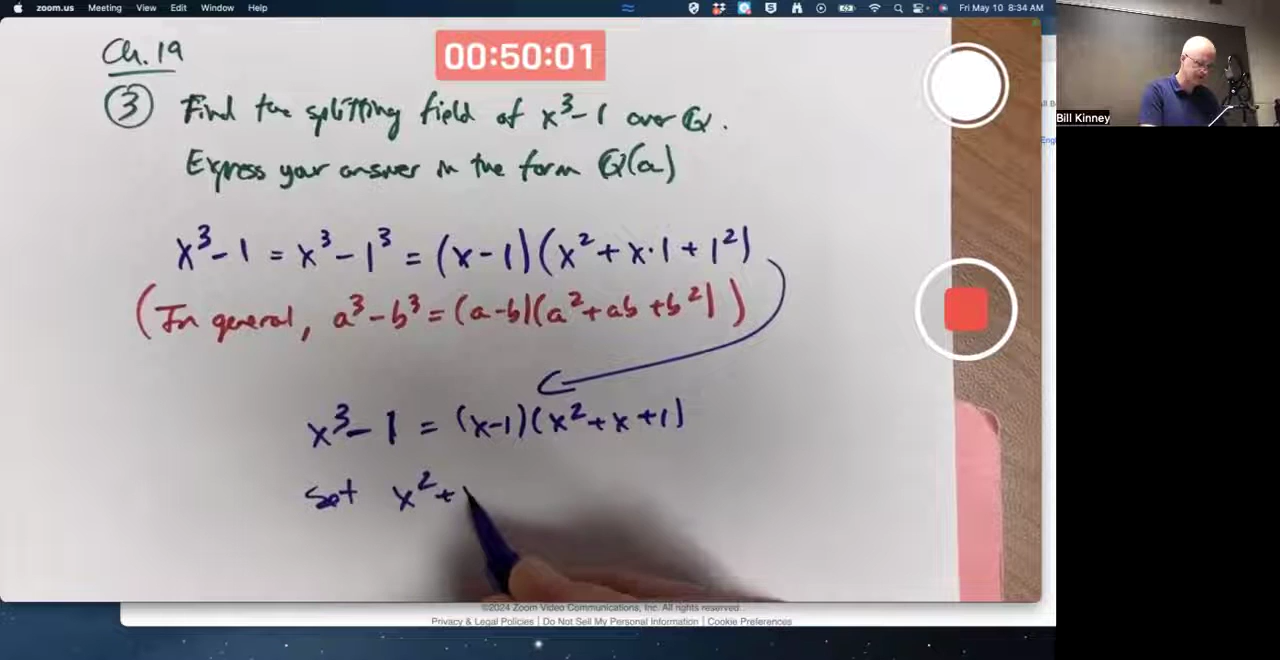 zoom.us Meeting View Edit Window Help Fri May 10 8:34 AM
Ch. 19
00:50:01
③ Find the splitting field of x³-1 over ℚ.
Express your answer in the form ℚ(a)
x³-1 = x³-1³ = (x-1)(x²+x·1+1²)
(In general, a³-b³=(a-b)(a²+ab+b²))
x³-1 = (x-1)(x²+x+1)
Set x²+
Bill Kinney
©2024 Zoom Video Communications, Inc. All rights reserved.
Privacy & Legal Policies | Do Not Sell My Personal Information | Cookie Preferences